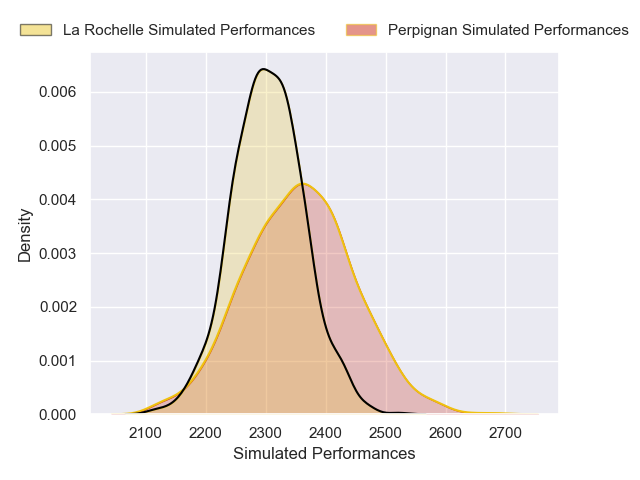 La Rochelle Simulated Performances
Perpignan Simulated Performances
0.006
0.005
0.004
0.003
0.002
0.001
0.000
Density
2100 2200 2300 2400 2500 2600 2700
Simulated Performances